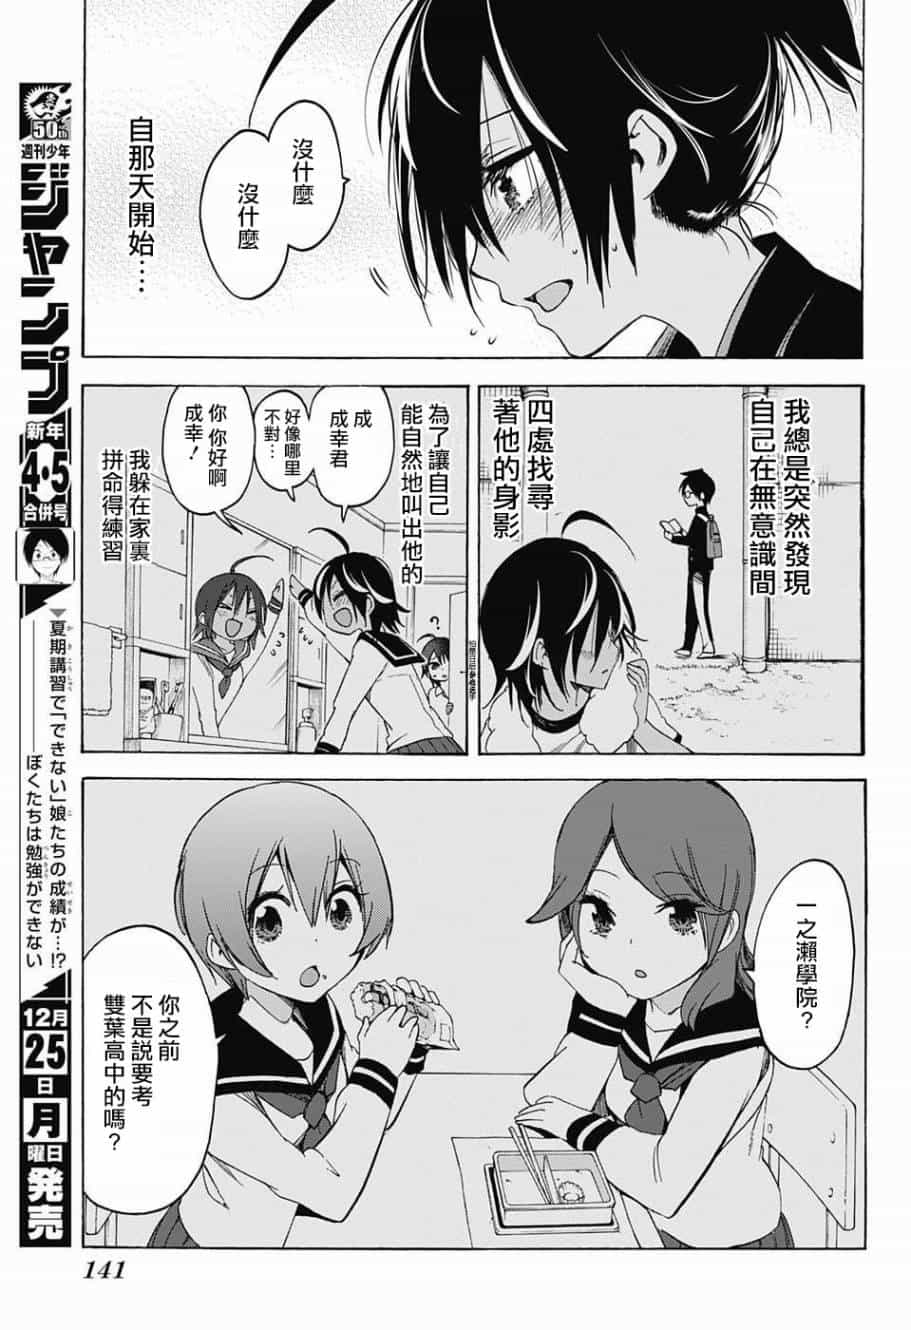 沒什麼
沒什麼
自那天開始…
我總是突然發現
自己在無意識間
四處找尋
著他的身影
為了讓自己
能自然地叫出他的
成
成幸君
好像哪里
不對…
你 你好啊
成幸！
?
我躲在家裏
拼命得練習
一之瀨學院?
你之前
不是説要考
雙葉高中的嗎?
50th
週刊少年
ジャンプ
新年
4・5
合併号
▼夏期講習で「できない」娘たちの成績が…!?
ぼくたちは勉強ができない
12月
25
日
月
曜日
発売
141